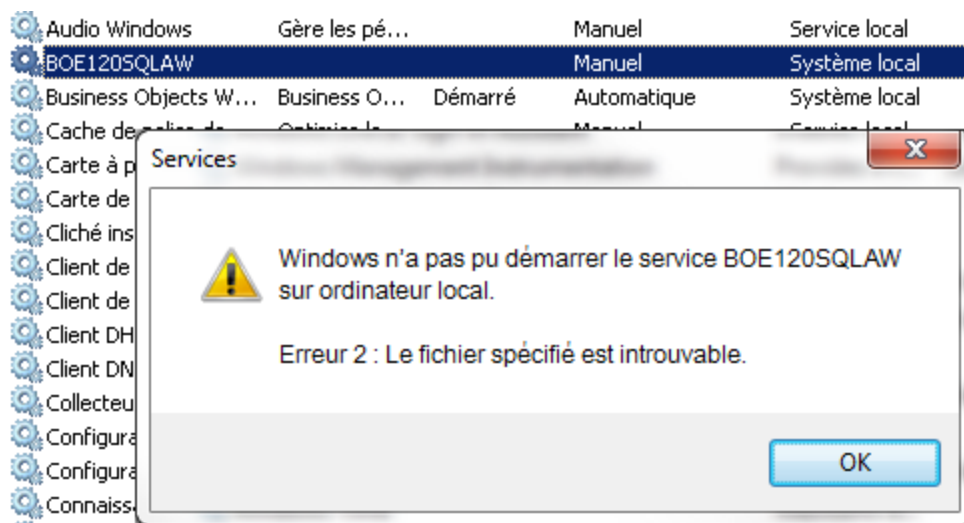 Audio Windows Gère les pé... Manuel Service local
BOE120SQLAW Manuel Système local
Business Objects W... Business O... Démarré Automatique Système local
Cache de
Services
Carte à p
Carte de
Cliché ins
Windows n'a pas pu démarrer le service BOE120SQLAW
Client de
sur ordinateur local.
Client de
Client DH
Erreur 2 : Le fichier spécifié est introuvable.
Client DN
Collecteu
Configura
Configura
OK
Connaiss